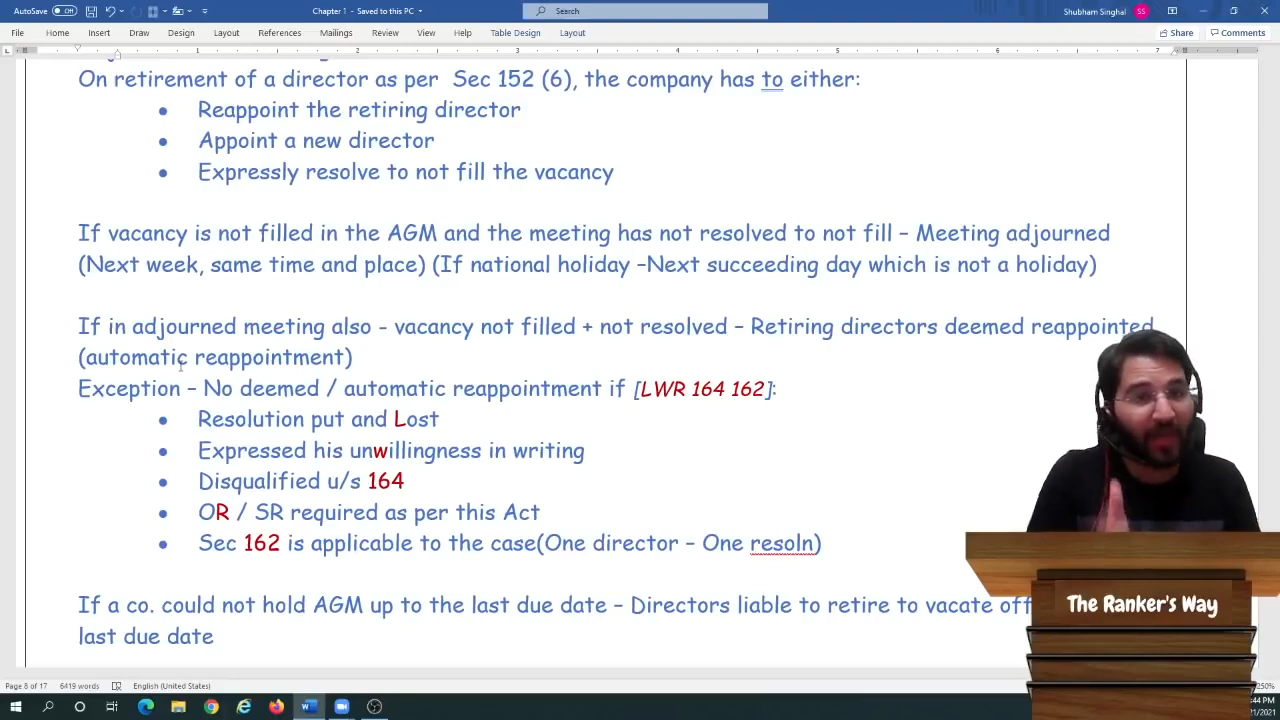 AutoSave Off Chapter 1 - Saved to this PC Search Shubham Singhal SS
File Home Insert Draw Design Layout References Mailings Review View Help Table Design Layout Share Comments
1 2 3 4 5 6 7
On retirement of a director as per Sec 152 (6), the company has to either:
• Reappoint the retiring director
• Appoint a new director
• Expressly resolve to not fill the vacancy
If vacancy is not filled in the AGM and the meeting has not resolved to not fill – Meeting adjourned
(Next week, same time and place) (If national holiday –Next succeeding day which is not a holiday)
If in adjourned meeting also - vacancy not filled + not resolved – Retiring directors deemed reappointed
(automatic reappointment)
Exception – No deemed / automatic reappointment if [LWR 164 162]:
• Resolution put and Lost
• Expressed his unwillingness in writing
• Disqualified u/s 164
• OR / SR required as per this Act
• Sec 162 is applicable to the case(One director – One resoln)
If a co. could not hold AGM up to the last due date – Directors liable to retire to vacate
last due date
The Ranker's Way
Page 8 of 17 6419 words English (United States) 250%